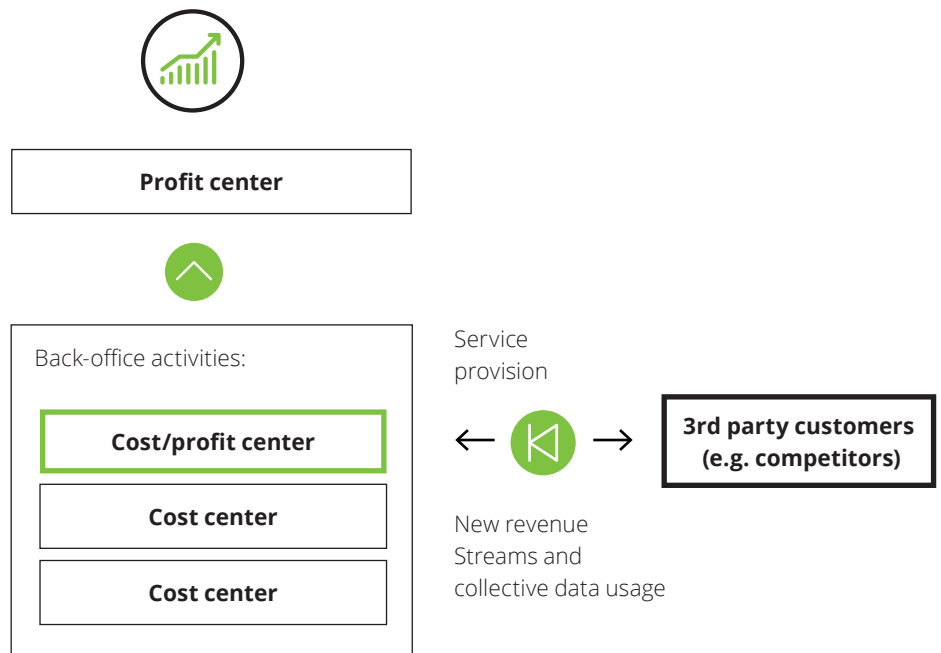 Profit center
Back-office activities:
Cost/profit center
Cost center
Cost center
Service
provision
3rd party customers
(e.g. competitors)
New revenue
Streams and
collective data usage